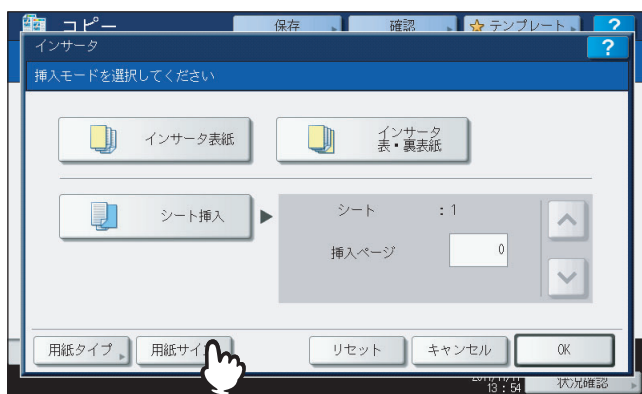 コピー
保存
確認
テンプレート
?
インサータ
?
挿入モードを選択してください
インサータ表紙
インサータ
表・裏表紙
シート挿入
シート :1
挿入ページ 0
用紙タイプ
用紙サイ
リセット
キャンセル
OK
13:54
状況確認